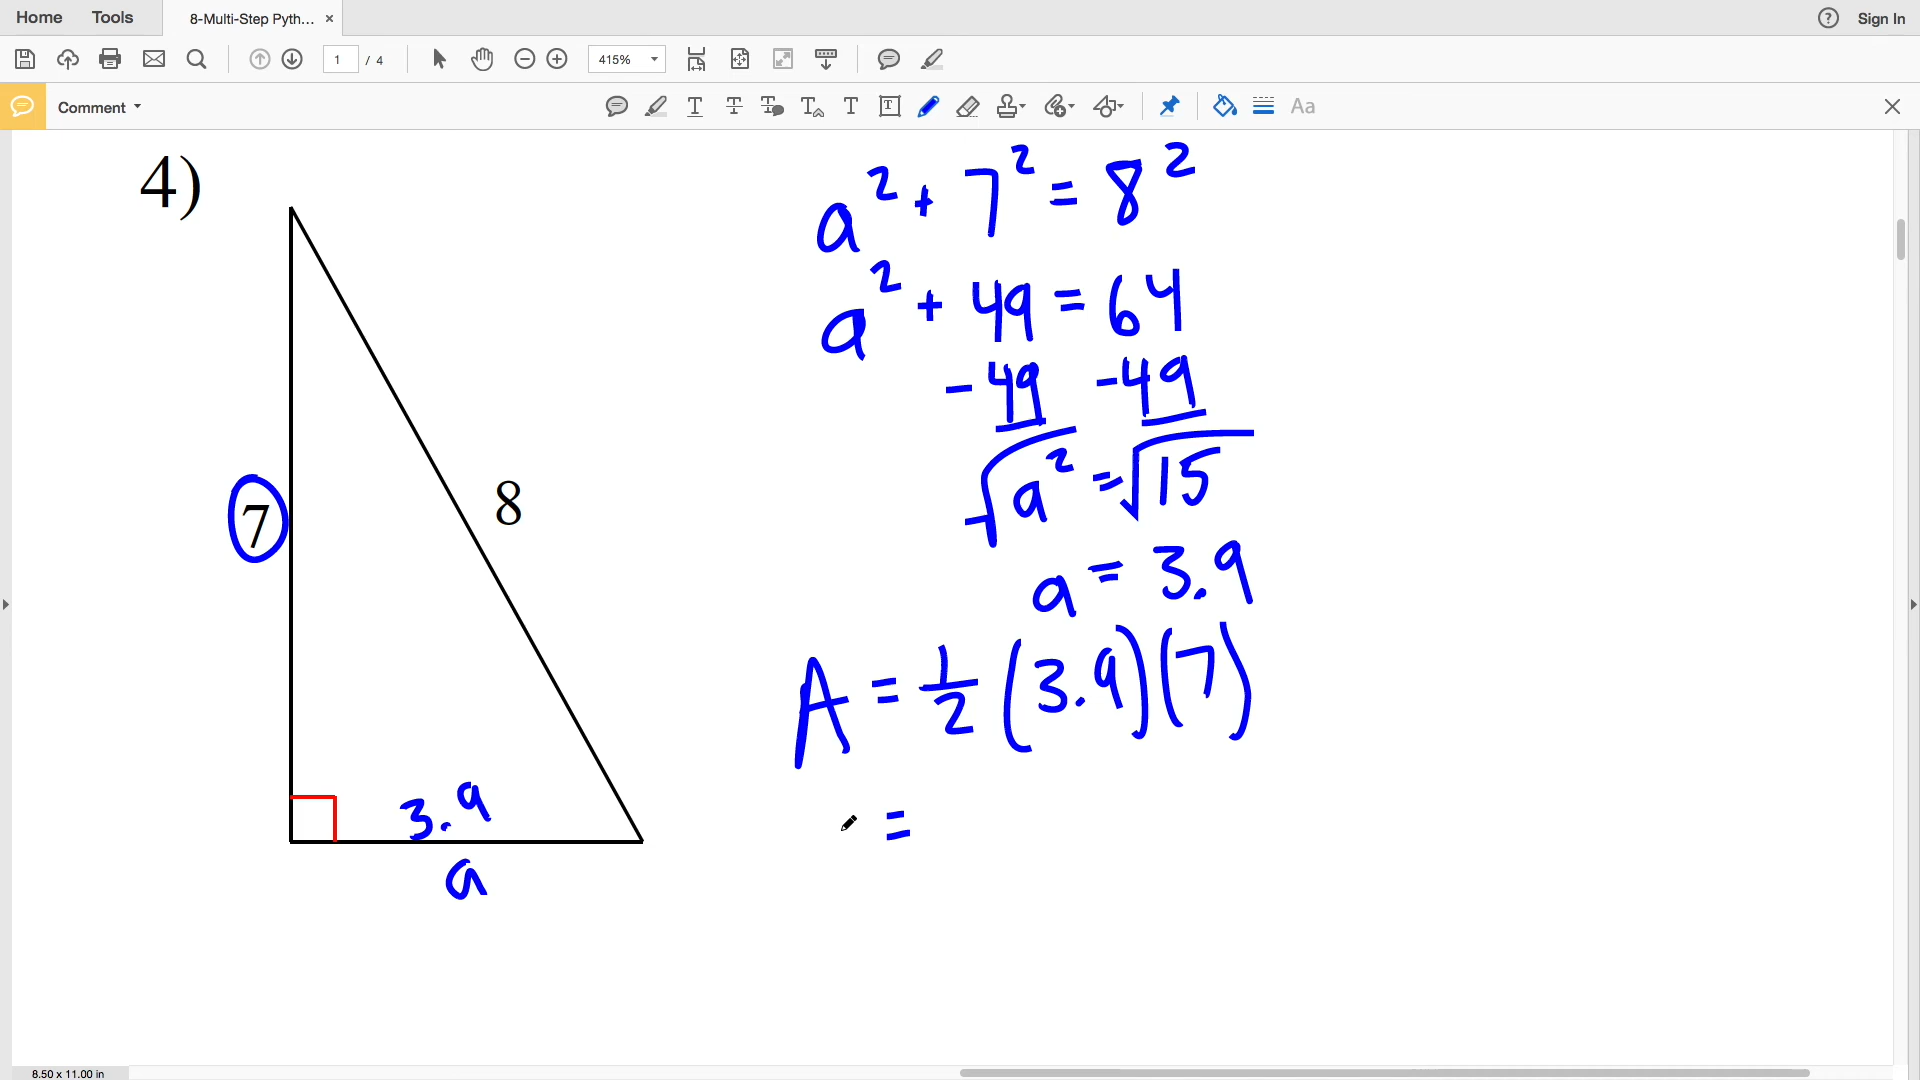 Home Tools 8-Multi-Step Pyth... × ? Sign In
1 / 4 415%
Comment T T T T T T Aa
4)
a² + 7² = 8²
a² + 49 = 64
- 49 - 49
√a² = √15
7
8
a = 3.9
A = 1/2 (3.9)(7)
3.9
=
a
8.50 x 11.00 in